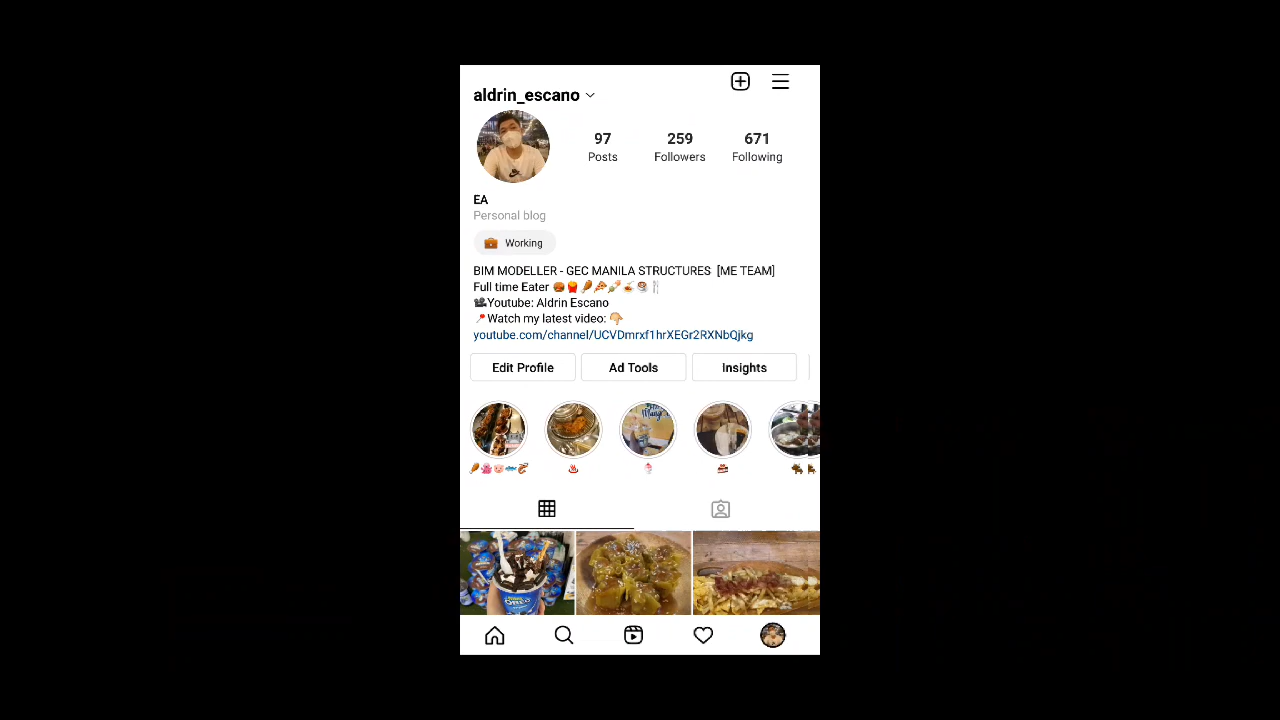 aldrin_escano
97
Posts
259
Followers
671
Following
EA
Personal blog
Working
BIM MODELLER - GEC MANILA STRUCTURES [ME TEAM]
Full time Eater
Youtube: Aldrin Escano
Watch my latest video:
youtube.com/channel/UCVDmrxf1hrXEGr2RXNbQjkg
Edit Profile
Ad Tools
Insights
OREO